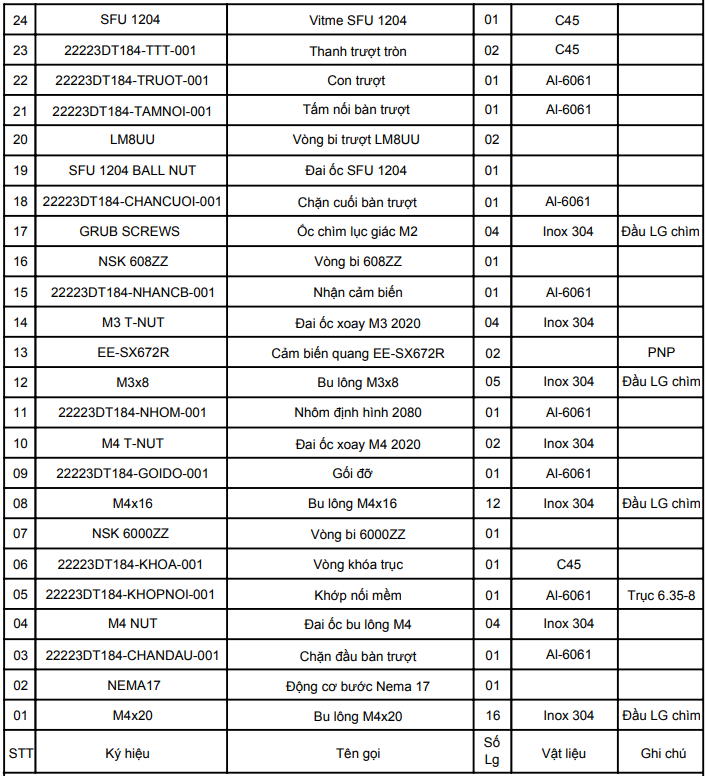 24 SFU 1204 Vitme SFU 1204 01 C45
23 22223DT184-TTT-001 Thanh trượt tròn 02 C45
22 22223DT184-TRUOT-001 Con trượt 01 Al-6061
21 22223DT184-TAMNOI-001 Tấm nối bàn trượt 01 Al-6061
20 LM8UU Vòng bi trượt LM8UU 02
19 SFU 1204 BALL NUT Đai ốc SFU 1204 01
18 22223DT184-CHANCUOI-001 Chặn cuối bàn trượt 01 Al-6061
17 GRUB SCREWS Ốc chìm lục giác M2 04 Inox 304 Đầu LG chìm
16 NSK 608ZZ Vòng bi 608ZZ 01
15 22223DT184-NHANCB-001 Nhận cảm biến 01 Al-6061
14 M3 T-NUT Đai ốc xoay M3 2020 04 Inox 304
13 EE-SX672R Cảm biến quang EE-SX672R 02 PNP
12 M3x8 Bu lông M3x8 05 Inox 304 Đầu LG chìm
11 22223DT184-NHOM-001 Nhôm định hình 2080 01 Al-6061
10 M4 T-NUT Đai ốc xoay M4 2020 02 Inox 304
09 22223DT184-GOIDO-001 Gối đỡ 01 Al-6061
08 M4x16 Bu lông M4x16 12 Inox 304 Đầu LG chìm
07 NSK 6000ZZ Vòng bi 6000ZZ 01
06 22223DT184-KHOA-001 Vòng khóa trục 01 C45
05 22223DT184-KHOPNOI-001 Khớp nối mềm 01 Al-6061 Trục 6.35-8
04 M4 NUT Đai ốc bu lông M4 04 Inox 304
03 22223DT184-CHANDAU-001 Chặn đầu bàn trượt 01 Al-6061
02 NEMA17 Động cơ bước Nema 17 01
01 M4x20 Bu lông M4x20 16 Inox 304 Đầu LG chìm
STT Ký hiệu Tên gọi Số Lg Vật liệu Ghi chú